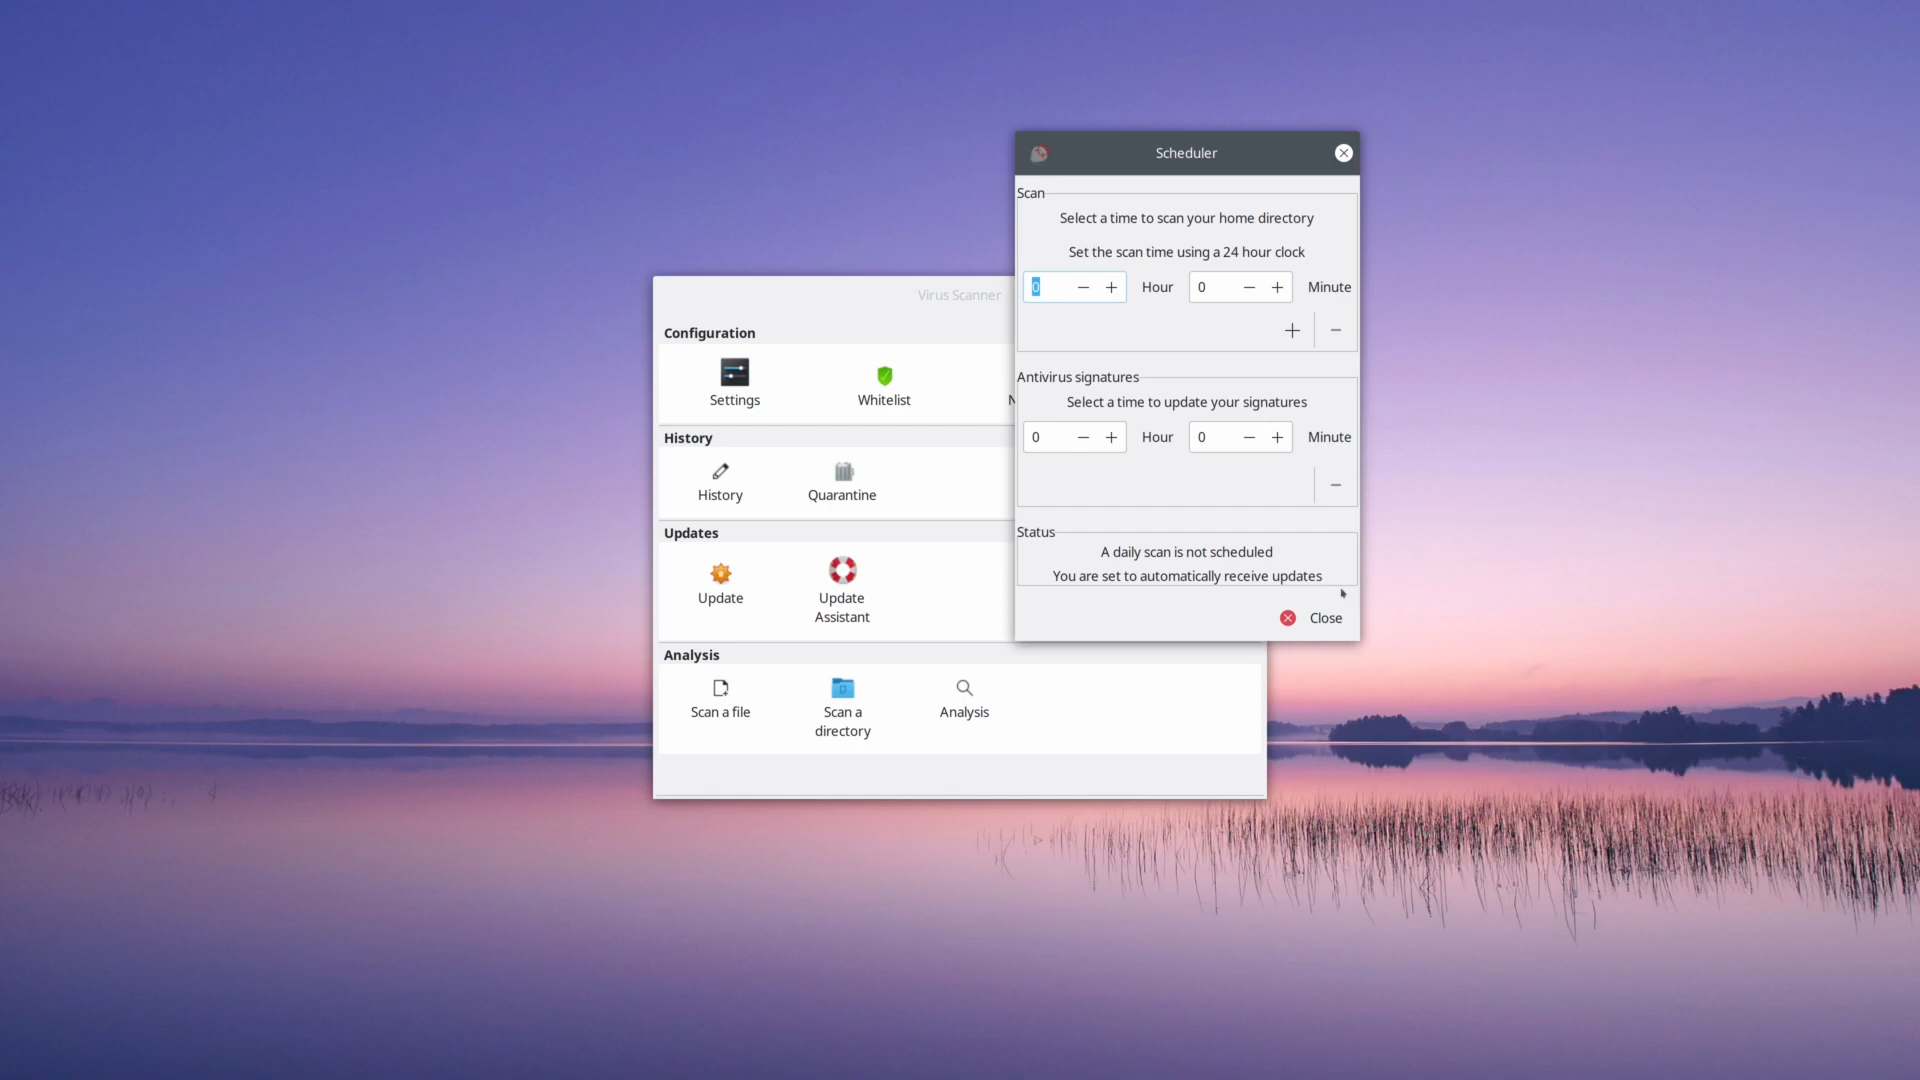 Scheduler
Scan
Select a time to scan your home directory
Set the scan time using a 24 hour clock
0 Hour 0 Minute
Antivirus signatures
Select a time to update your signatures
0 Hour 0 Minute
Status
A daily scan is not scheduled
You are set to automatically receive updates
Close
Virus Scanner
Configuration
Settings
Whitelist
N
History
History
Quarantine
Updates
Update
Update
Assistant
Analysis
Scan a file
Scan a
directory
Analysis